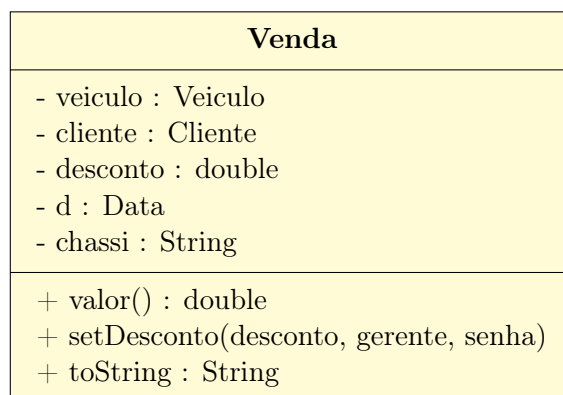 Venda
- veiculo : Veiculo
- cliente : Cliente
- desconto : double
- d : Data
- chassi : String
+ valor() : double
+ setDesconto(desconto, gerente, senha)
+ toString : String